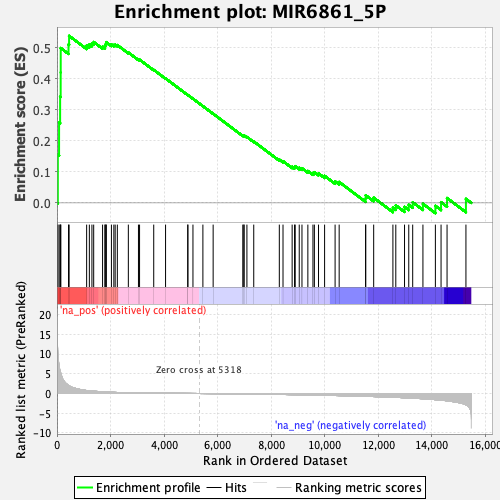 Enrichment plot: MIR6861_5P
Enrichment score (ES)
0.5
0.4
0.3
0.2
0.1
0.0
'na_pos' (positively correlated)
Ranked list metric (PreRanked)
20
15
10
5
0
-5
-10
Zero cross at 5318
'na_neg' (negatively correlated)
0 2,000 4,000 6,000 8,000 10,000 12,000 14,000 16,000
Rank in Ordered Dataset
Enrichment profile Hits Ranking metric scores